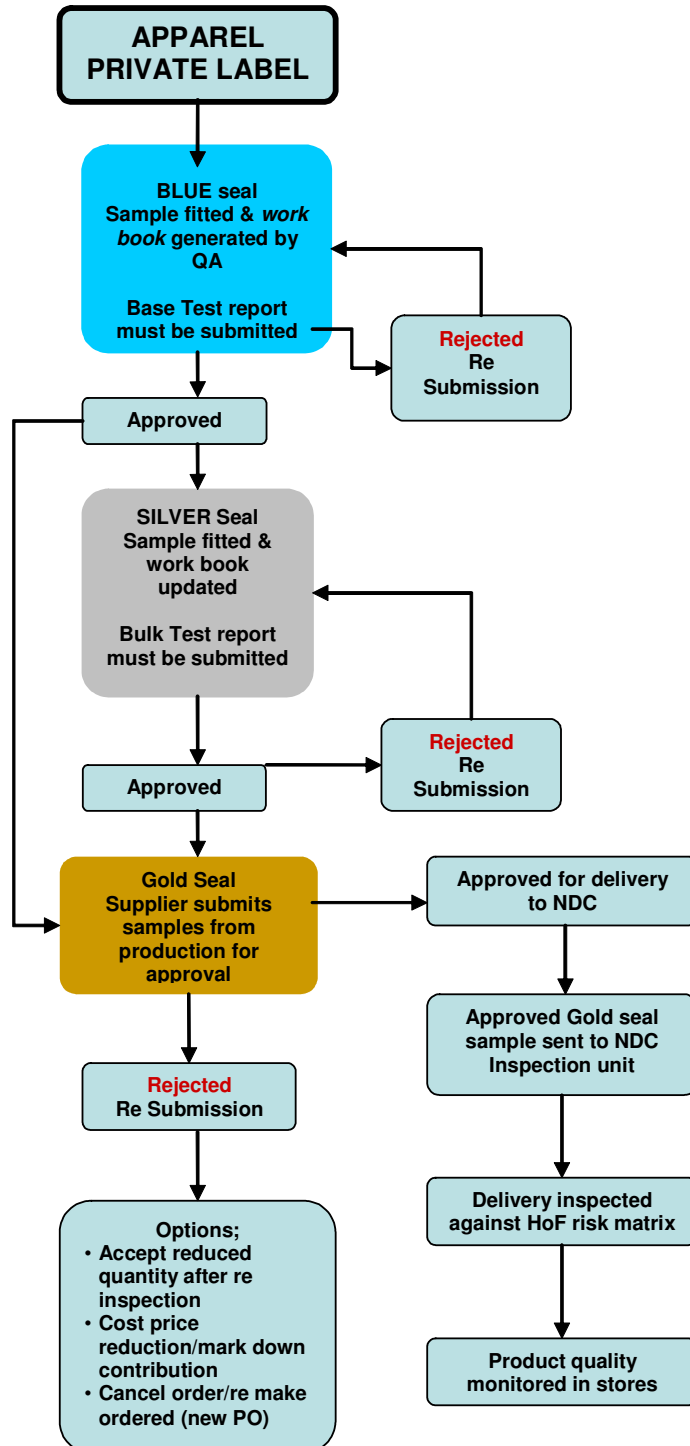 APPAREL
PRIVATE LABEL
BLUE seal
Sample fitted & work
book generated by
QA
Base Test report
must be submitted
Rejected
Re
Submission
Approved
SILVER Seal
Sample fitted &
work book
updated
Bulk Test report
must be submitted
Rejected
Re
Submission
Approved
Gold Seal
Supplier submits
samples from
production for
approval
Approved for delivery
to NDC
Approved Gold seal
sample sent to NDC
Inspection unit
Rejected
Re Submission
Delivery inspected
against HoF risk matrix
Options;
• Accept reduced
quantity after re
inspection
• Cost price
reduction/mark down
contribution
• Cancel order/re make
ordered (new PO)
Product quality
monitored in stores